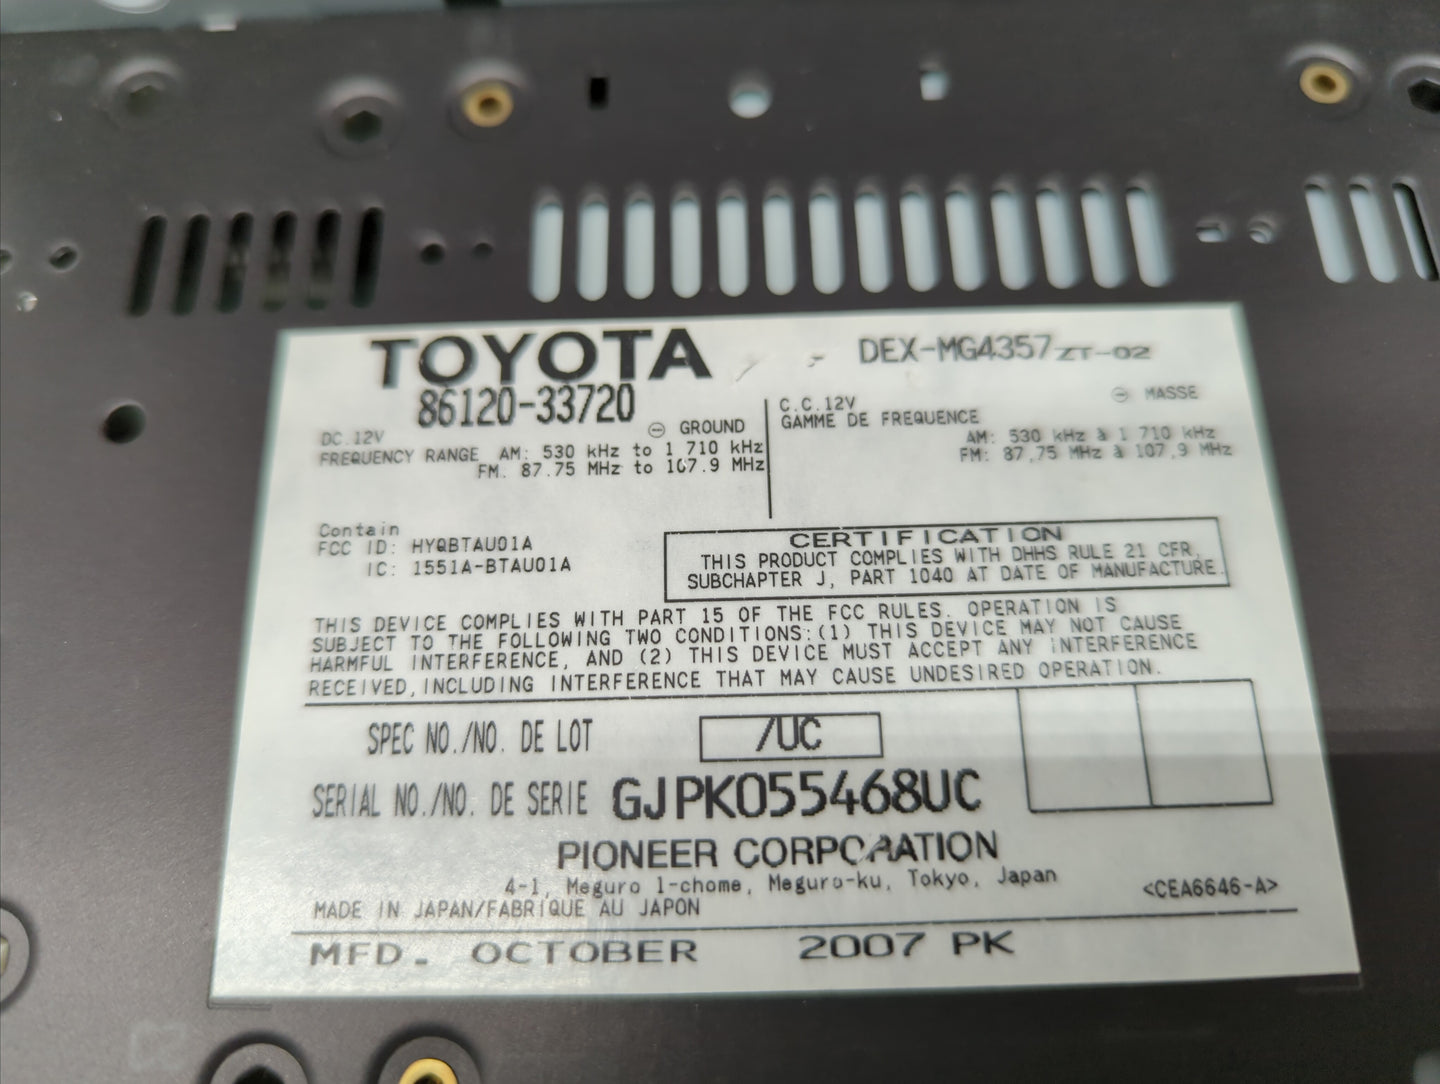 TOYOTA
DEX-MG4357ZT-02
86120-33720
DC.12V
⊖ GROUND
FREQUENCY RANGE AM: 530 kHz to 1 710 kHz
FM: 87.75 MHz to 107.9 MHz
C.C.12V
⊖ MASSE
GAMME DE FREQUENCE
AM: 530 kHz à 1 710 kHz
FM: 87,75 MHz à 107,9 MHz
Contain
FCC ID: HYQBTAU01A
IC: 1551A-BTAU01A
CERTIFICATION
THIS PRODUCT COMPLIES WITH DHHS RULE 21 CFR,
SUBCHAPTER J, PART 1040 AT DATE OF MANUFACTURE.
THIS DEVICE COMPLIES WITH PART 15 OF THE FCC RULES. OPERATION IS
SUBJECT TO THE FOLLOWING TWO CONDITIONS:(1) THIS DEVICE MAY NOT CAUSE
HARMFUL INTERFERENCE, AND (2) THIS DEVICE MUST ACCEPT ANY INTERFERENCE
RECEIVED,INCLUDING INTERFERENCE THAT MAY CAUSE UNDESIRED OPERATION.
SPEC NO./NO. DE LOT /UC
SERIAL NO./NO. DE SERIE GJPK055468UC
PIONEER CORPORATION
4-1, Meguro 1-chome, Meguro-ku, Tokyo, Japan
MADE IN JAPAN/FABRIQUE AU JAPON
<CEA6646-A>
MFD. OCTOBER 2007 PK